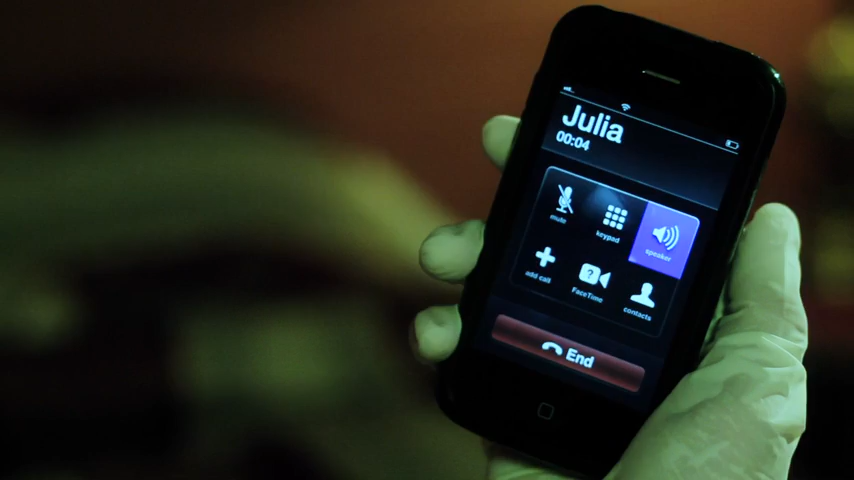 Julia
00:04
mute
keypad
speaker
add call
FaceTime
contacts
End